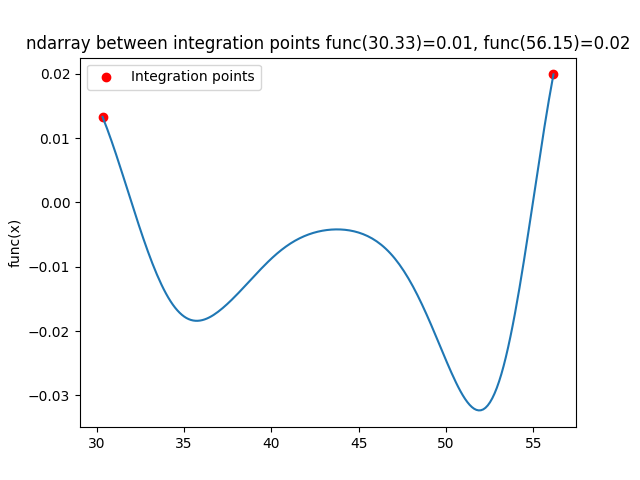 ndarray between integration points func(30.33)=0.01, func(56.15)=0.02
Integration points
func(x)
0.02
0.01
0.00
−0.01
−0.02
−0.03
30 35 40 45 50 55